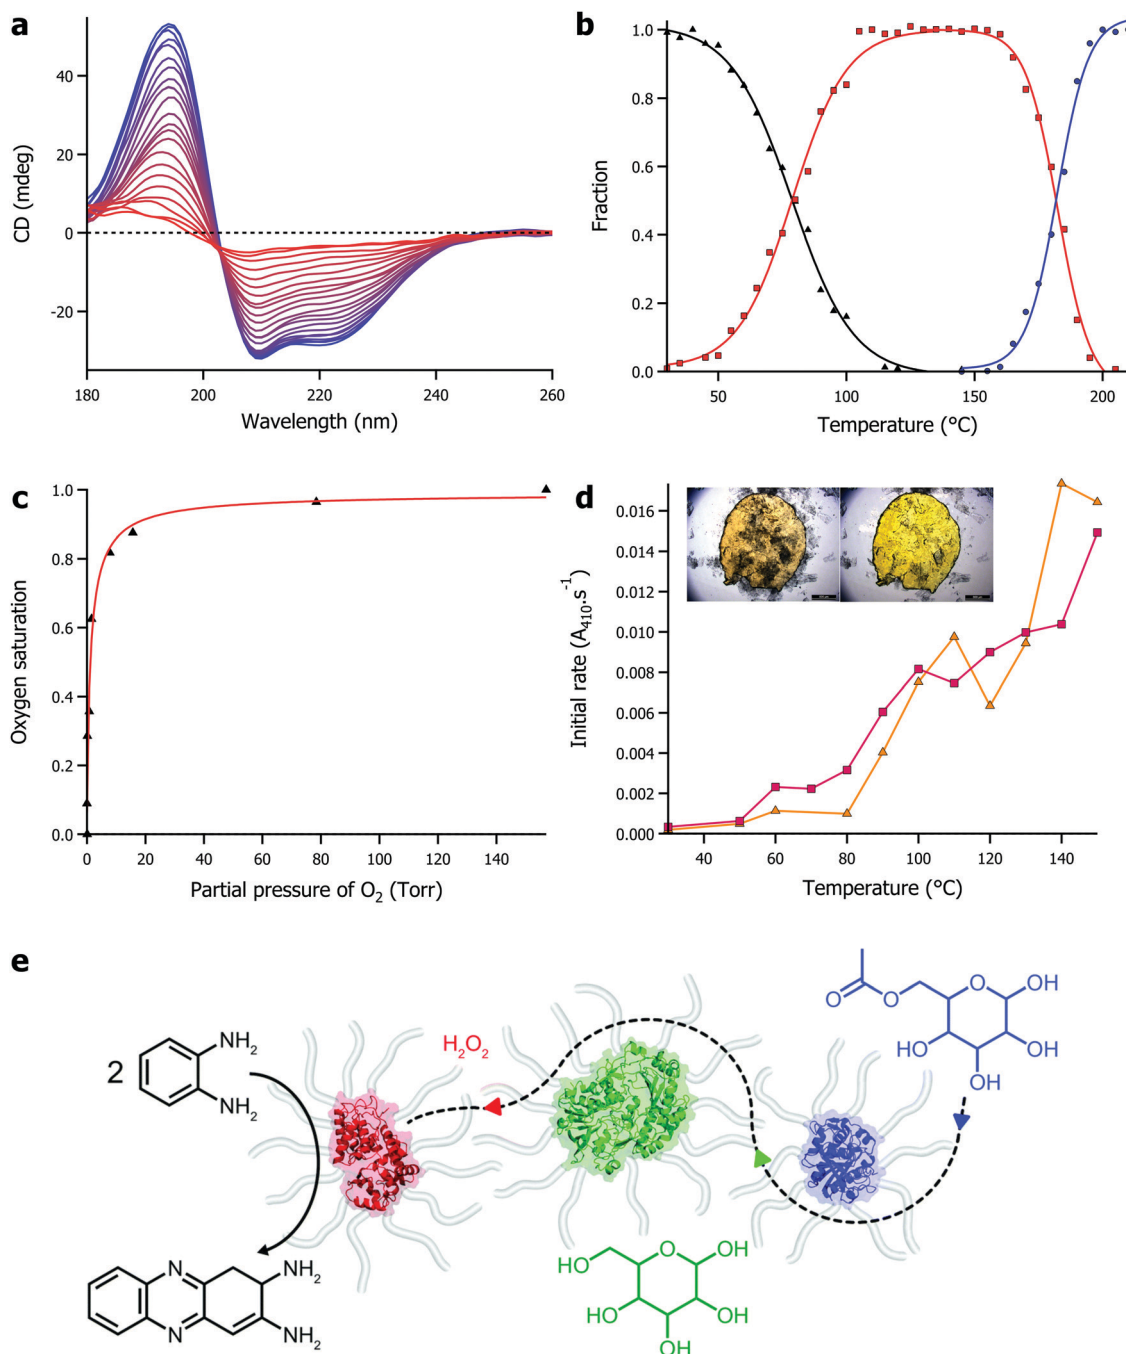 a
40
20
0
-20
CD (mdeg)
180
200
220
240
260
Wavelength (nm)
b
1.0
0.8
0.6
0.4
0.2
0.0
Fraction
50
100
150
200
Temperature (°C)
c
1.0
0.8
0.6
0.4
0.2
0.0
Oxygen saturation
0
20
40
60
80
100
120
140
Partial pressure of O₂ (Torr)
d
0.016
0.014
0.012
0.010
0.008
0.006
0.004
0.002
0.000
Initial rate (A₄₁₀.s⁻¹)
40
60
80
100
120
140
Temperature (°C)
e
2
NH₂
NH₂
H₂O₂
O
O
O
OH
HO
OH
OH
N
NH₂
N
NH₂
HO
O
OH
HO
OH
OH